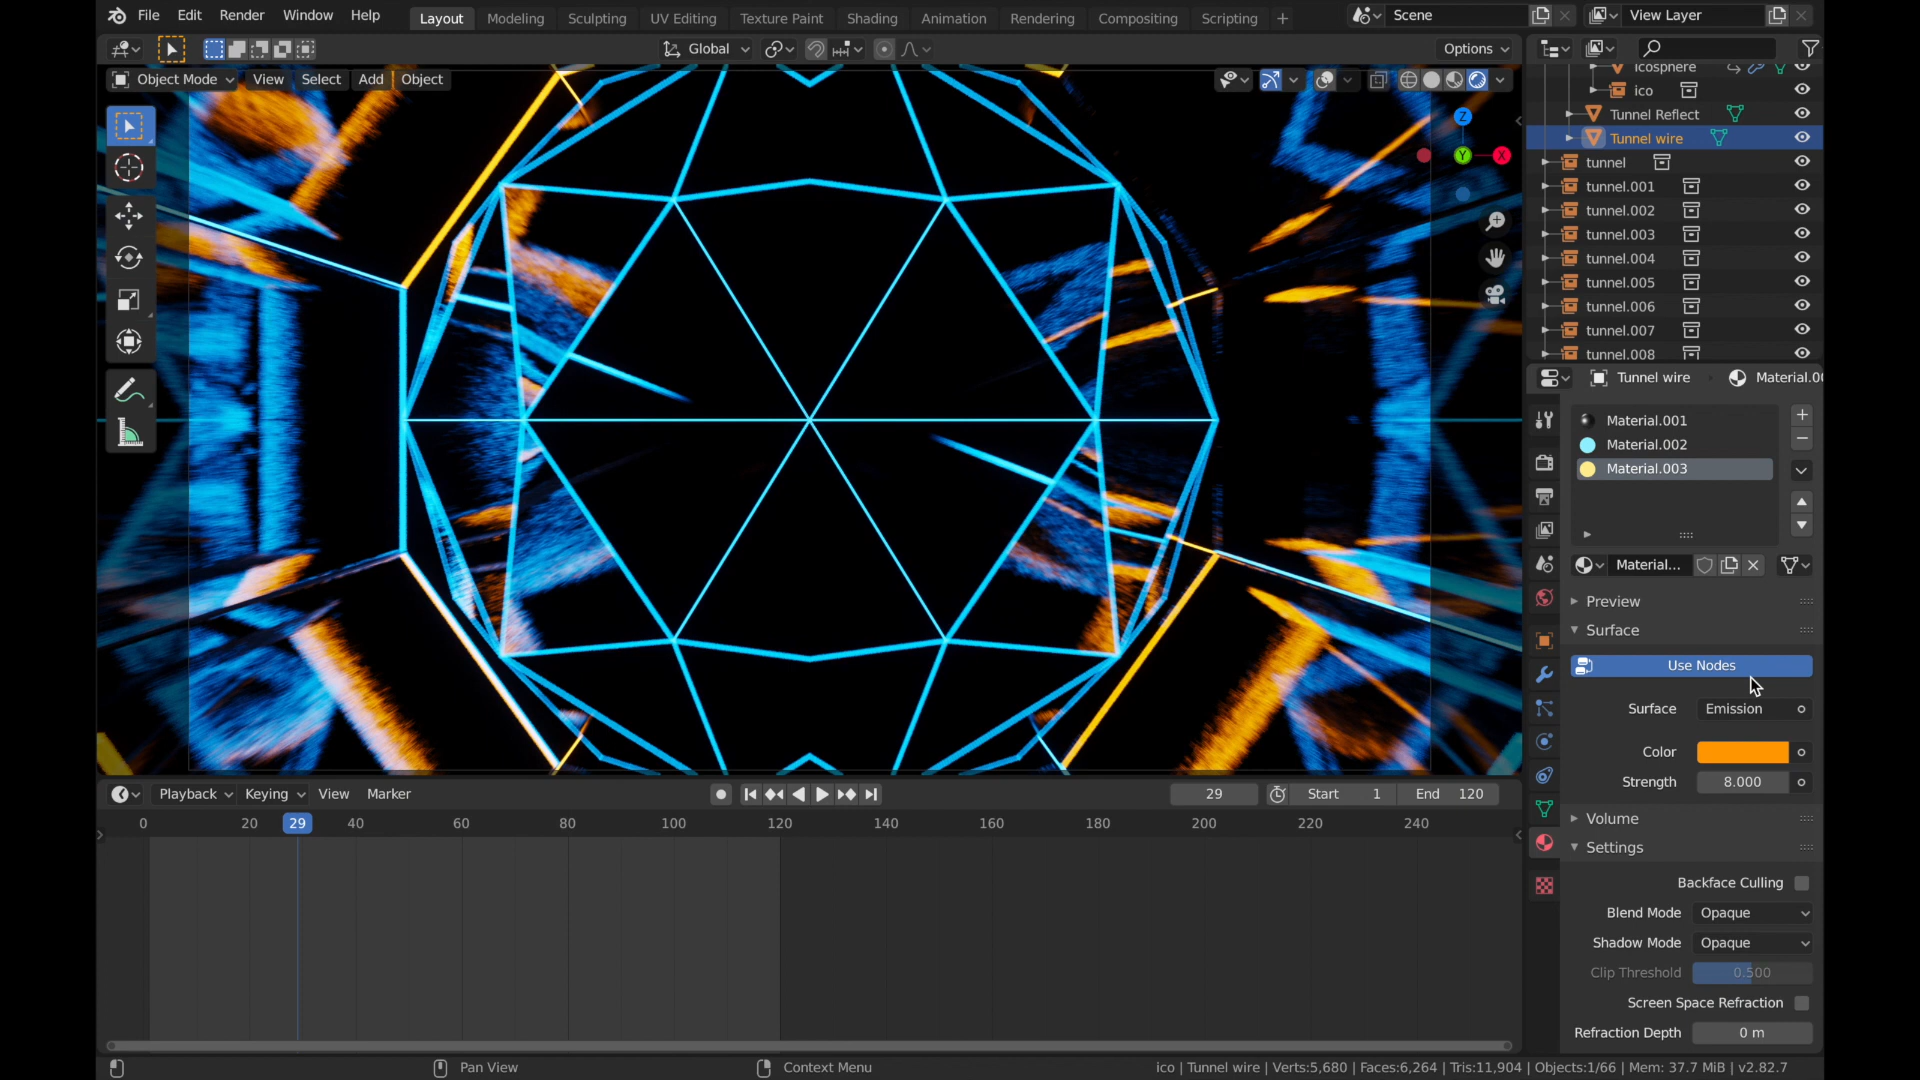 File Edit Render Window Help Layout Modeling Sculpting UV Editing Texture Paint Shading Animation Rendering Compositing Scripting + Scene View Layer
Global Options
Object Mode View Select Add Object
Icosphere
ico
Tunnel Reflect
Tunnel wire
tunnel
tunnel.001
tunnel.002
tunnel.003
tunnel.004
tunnel.005
tunnel.006
tunnel.007
tunnel.008
Z
Y
X
Tunnel wire Material.00
Material.001
Material.002
Material.003
Material...
Preview
Surface
Use Nodes
Surface Emission
Color
Strength 8.000
Volume
Settings
Backface Culling
Blend Mode Opaque
Shadow Mode Opaque
Clip Threshold 0.500
Screen Space Refraction
Refraction Depth 0 m
Playback Keying View Marker 29 Start 1 End 120
0 20 29 40 60 80 100 120 140 160 180 200 220 240
Pan View Context Menu ico | Tunnel wire | Verts:5,680 | Faces:6,264 | Tris:11,904 | Objects:1/66 | Mem: 37.7 MiB | v2.82.7